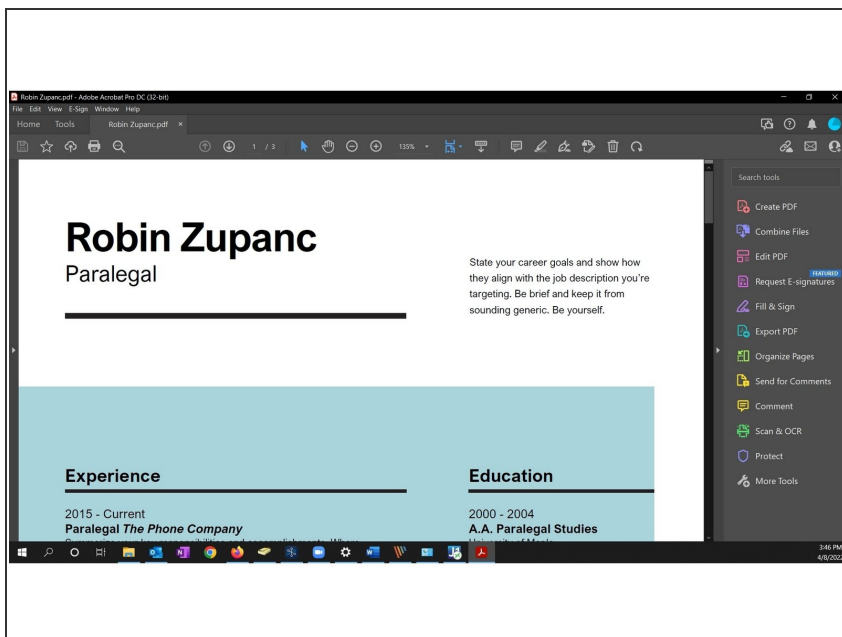 Robin Zupanc.pdf - Adobe Acrobat Pro DC (32-bit)
File Edit View E-Sign Window Help
Home Tools Robin Zupanc.pdf ×
1 / 3 135%
Search tools
Create PDF
Combine Files
Edit PDF
FEATURED
Request E-signatures
Fill & Sign
Export PDF
Organize Pages
Send for Comments
Comment
Scan & OCR
Protect
More Tools
Robin Zupanc
Paralegal
State your career goals and show how
they align with the job description you're
targeting. Be brief and keep it from
sounding generic. Be yourself.
Experience
2015 - Current
Paralegal The Phone Company
Education
2000 - 2004
A.A. Paralegal Studies
3:46 PM
4/8/202